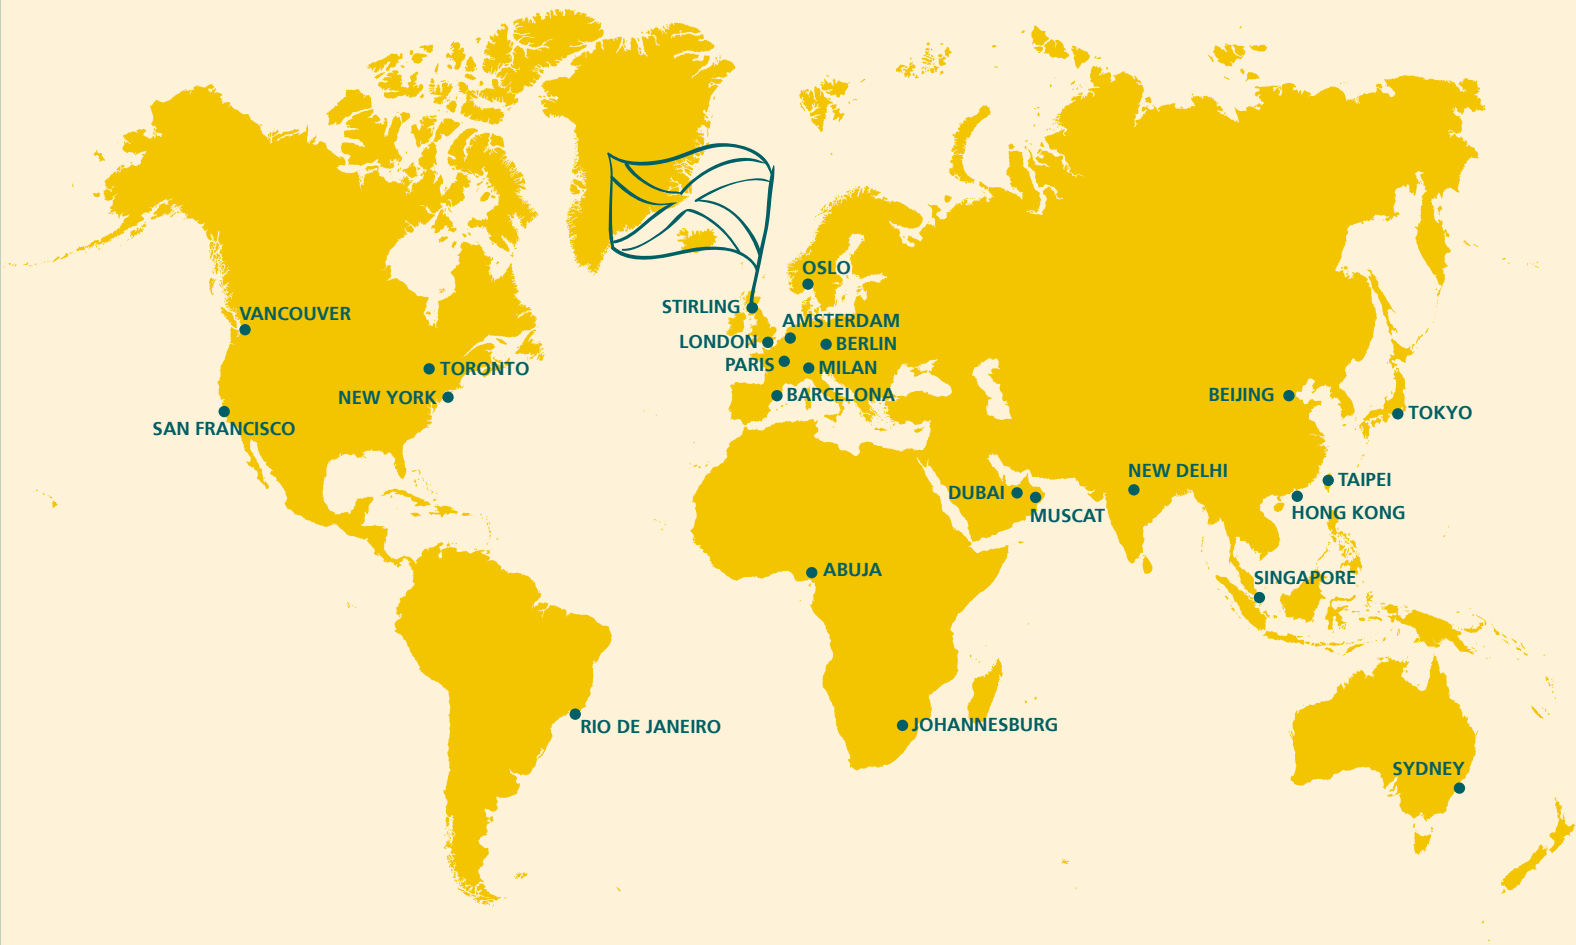 OSLO
STIRLING
VANCOUVER
AMSTERDAM
LONDON
BERLIN
PARIS
MILAN
TORONTO
NEW YORK
BARCELONA
BEIJING
TOKYO
SAN FRANCISCO
NEW DELHI
TAIPEI
DUBAI
MUSCAT
HONG KONG
ABUJA
SINGAPORE
RIO DE JANEIRO
JOHANNESBURG
SYDNEY